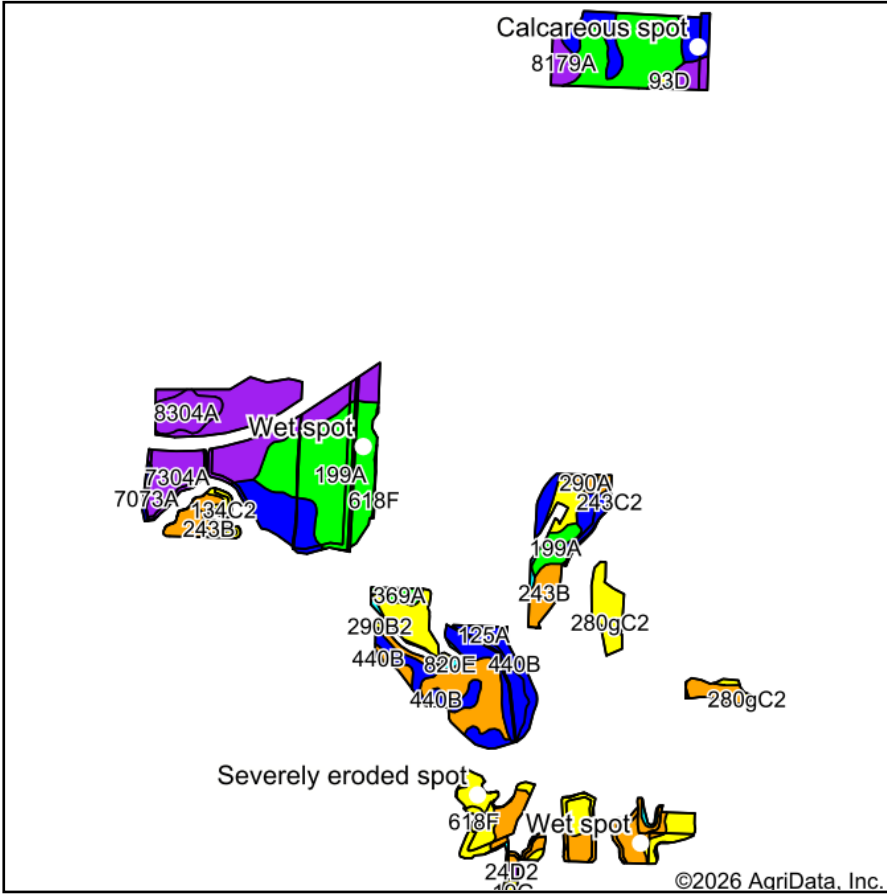 Calcareous spot
8179A
93D
8304A
Wet spot
7304A
199A
7073A
618F
134C2
243B
290A
243C2
199A
243B
369A
280gC2
290B2
125A
440B
820E
440B
440B
280gC2
Severely eroded spot
618F
Wet spot
24D2
©2026 AgriData, Inc.